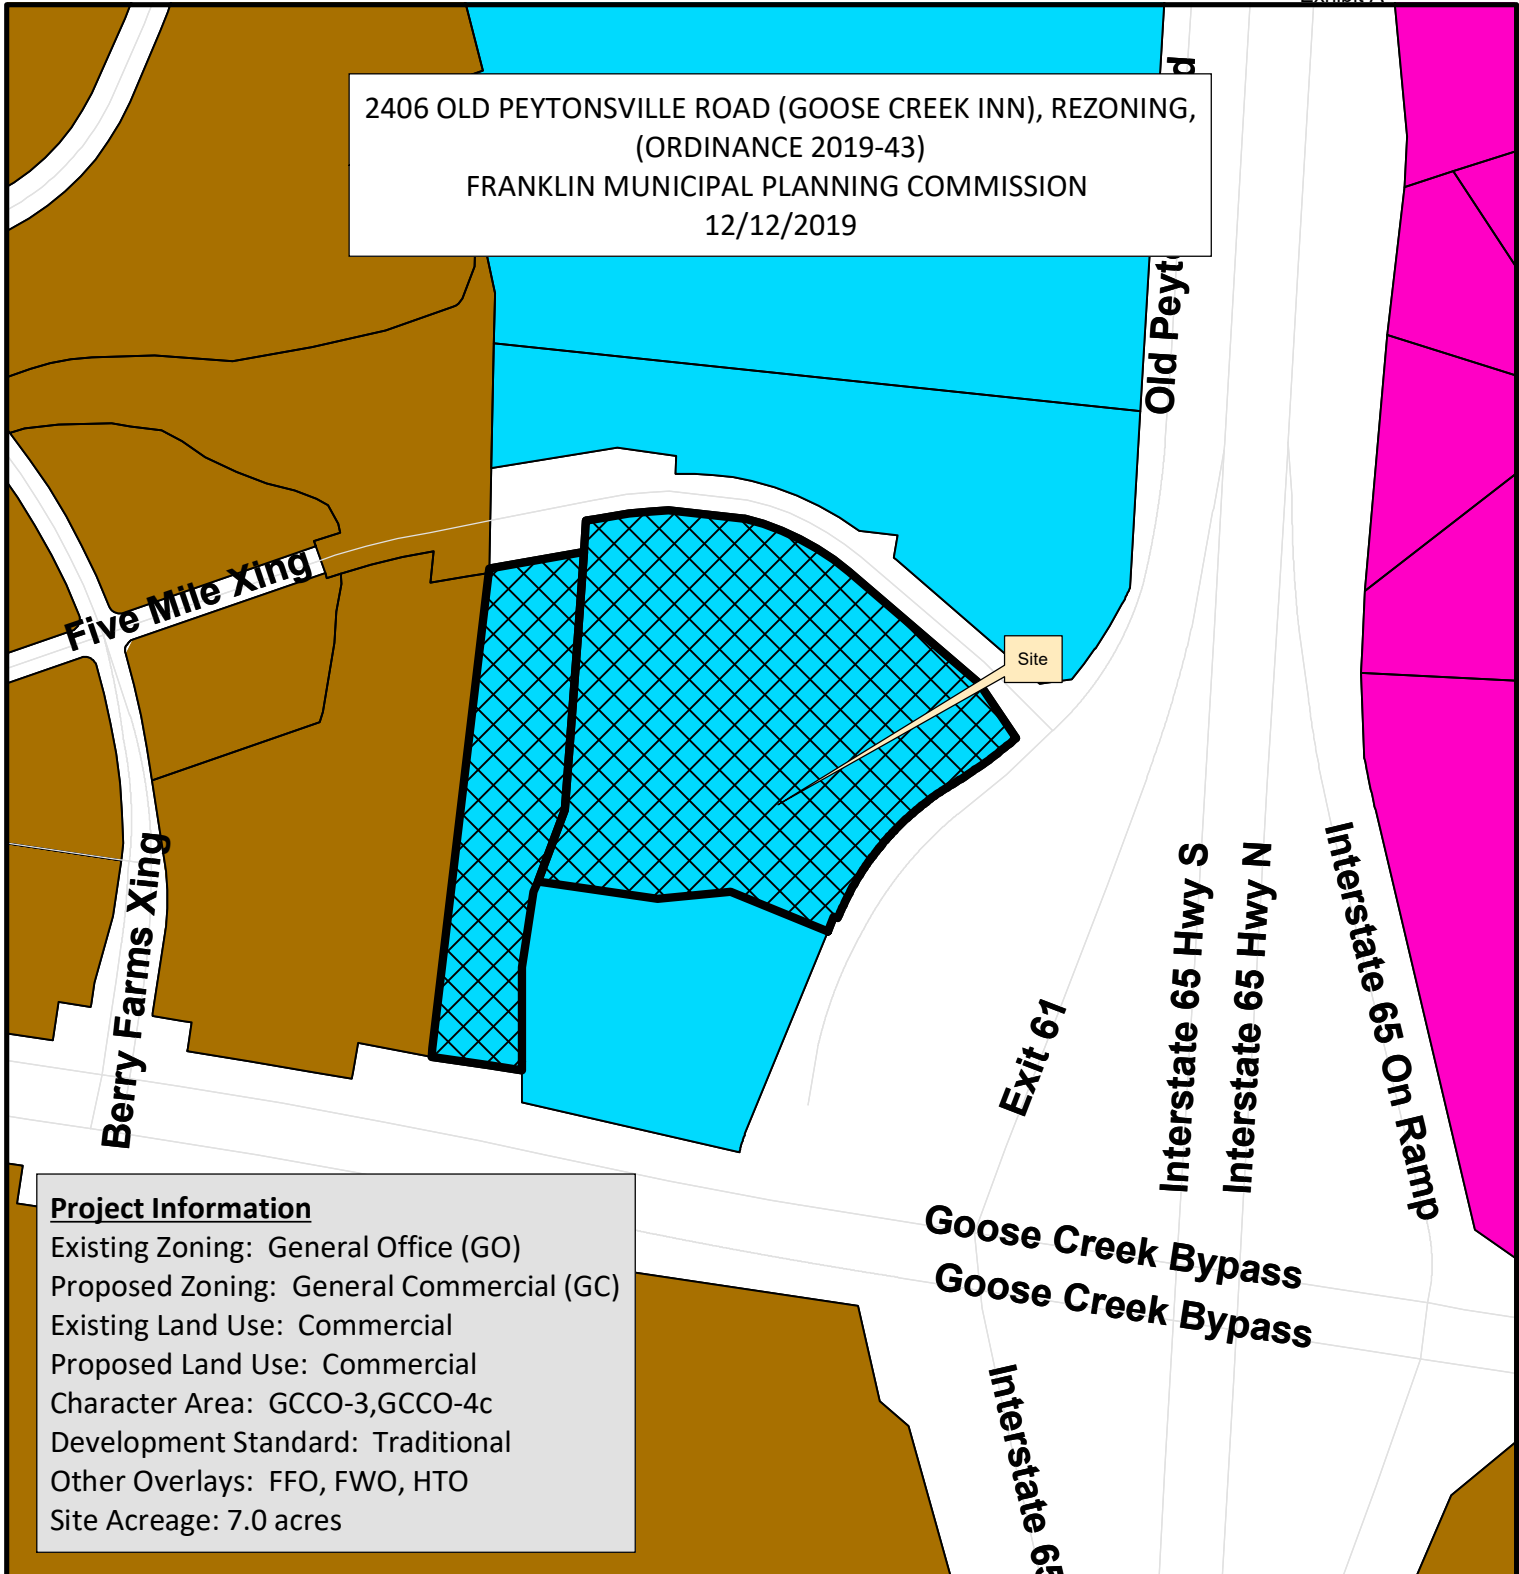 2406 OLD PEYTONSVILLE ROAD (GOOSE CREEK INN), REZONING,
(ORDINANCE 2019-43)
FRANKLIN MUNICIPAL PLANNING COMMISSION
12/12/2019
Old Peyto
Five Mile Xing
Site
Berry Farms Xing
Exit 61
Interstate 65 Hwy S
Interstate 65 Hwy N
Interstate 65 On Ramp
Goose Creek Bypass
Goose Creek Bypass
Interstate 65
Project Information
Existing Zoning: General Office (GO)
Proposed Zoning: General Commercial (GC)
Existing Land Use: Commercial
Proposed Land Use: Commercial
Character Area: GCCO-3,GCCO-4c
Development Standard: Traditional
Other Overlays: FFO, FWO, HTO
Site Acreage: 7.0 acres